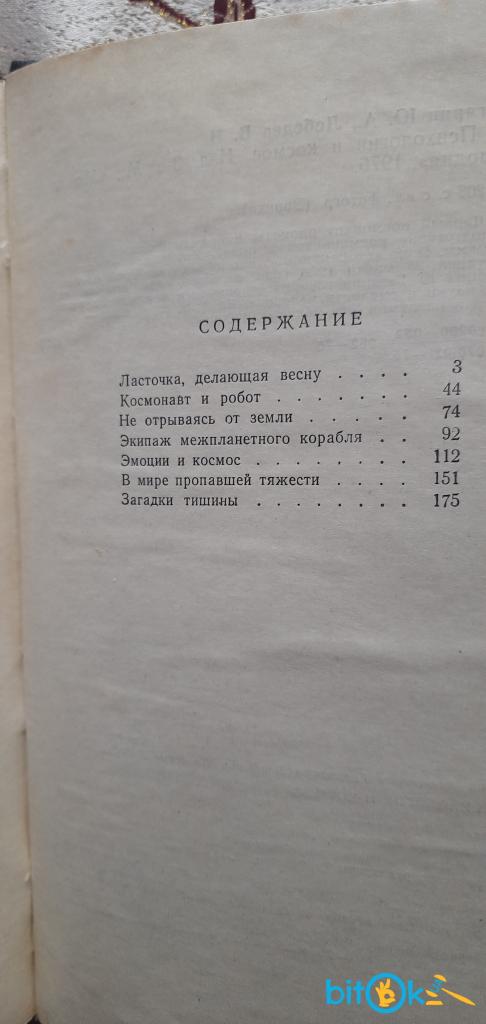 СОДЕРЖАНИЕ
Ласточка, делающая весну . . . . 3
Космонавт и робот . . . . . . . 44
Не отрываясь от земли . . . . . 74
Экипаж межпланетного корабля . . 92
Эмоции и космос . . . . . . . . 112
В мире пропавшей тяжести . . . . 151
Загадки тишины . . . . . . . . 175
bitOk